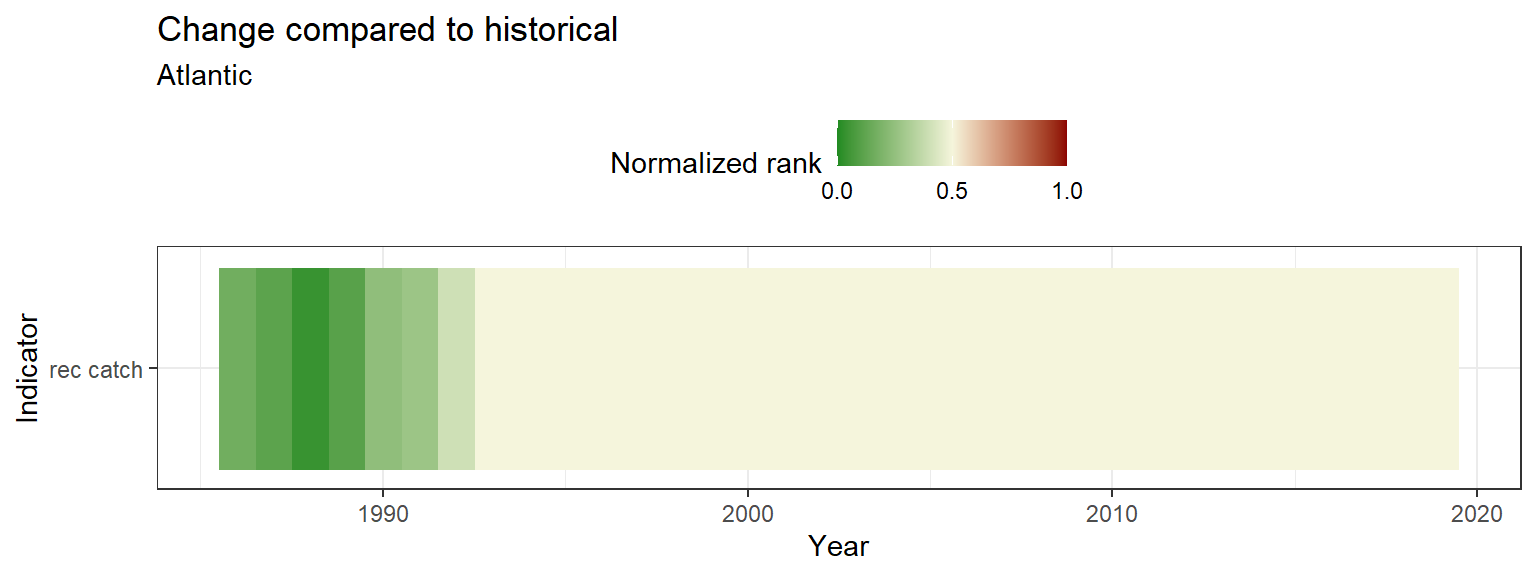 Change compared to historical
Atlantic
Normalized rank
0.0 0.5 1.0
Indicator
rec catch
1990 2000 2010 2020
Year